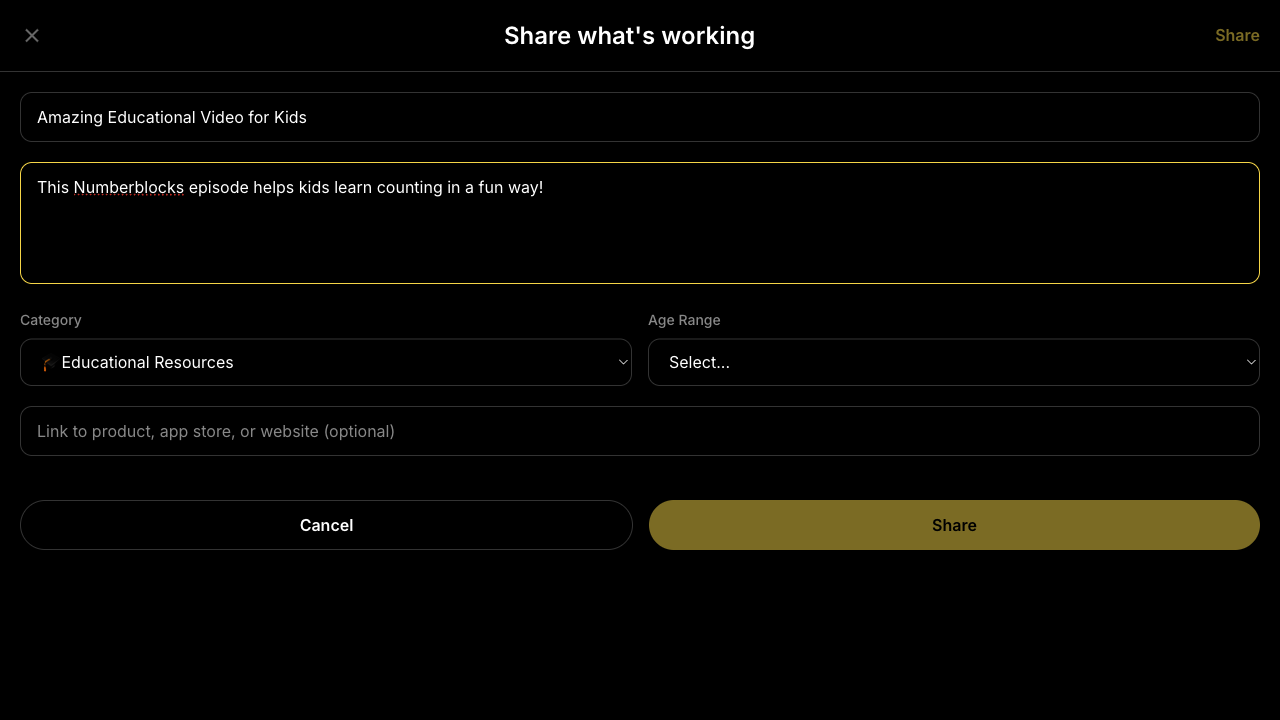 Share what's working
Share
Amazing Educational Video for Kids
This Numberblocks episode helps kids learn counting in a fun way!
Category
Age Range
Educational Resources
Select...
Link to product, app store, or website (optional)
Cancel
Share